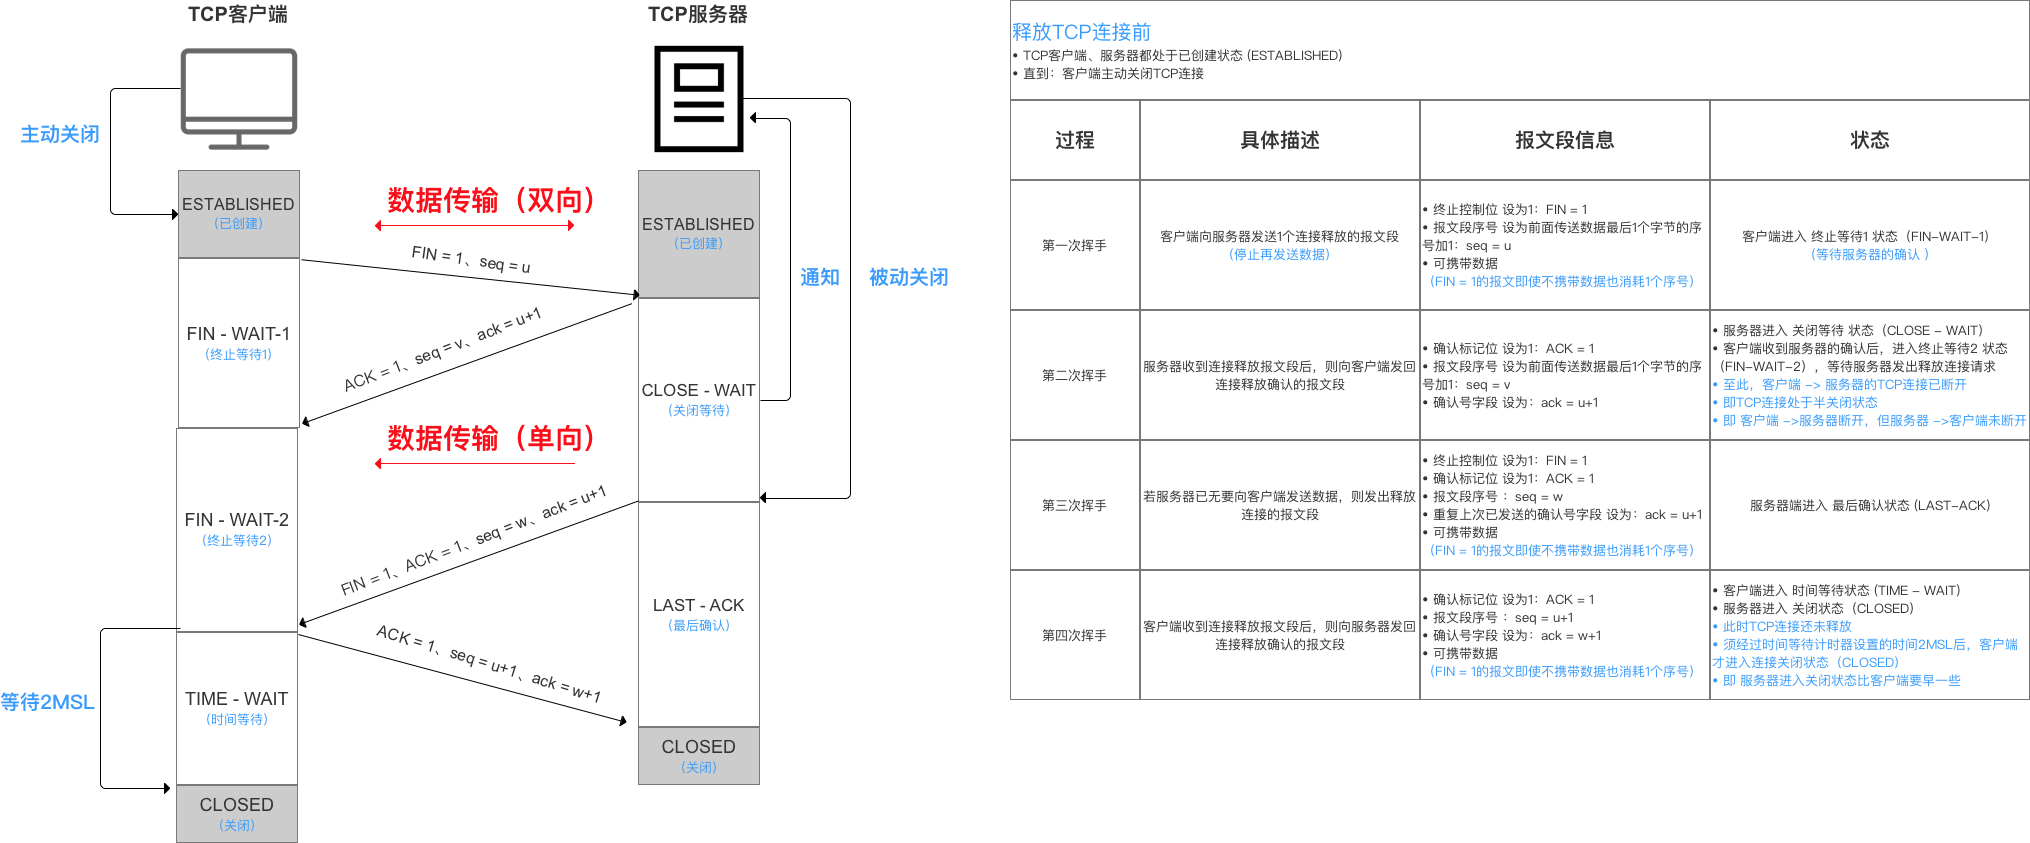 TCP客户端
TCP服务器
主动关闭
ESTABLISHED
(已创建)
数据传输（双向）
ESTABLISHED
(已创建)
FIN = 1、seq = u
通知
被动关闭
FIN - WAIT-1
(终止等待1)
ACK = 1、seq = v、ack = u+1
CLOSE - WAIT
(关闭等待)
数据传输（单向）
FIN - WAIT-2
(终止等待2)
FIN = 1、ACK = 1、seq = w、ack = u+1
LAST - ACK
(最后确认)
ACK = 1、seq = u+1、ack = w+1
等待2MSL
TIME - WAIT
(时间等待)
CLOSED
(关闭)
CLOSED
(关闭)
释放TCP连接前
• TCP客户端、服务器都处于已创建状态 (ESTABLISHED)
• 直到：客户端主动关闭TCP连接
过程
具体描述
报文段信息
状态
第一次挥手
客户端向服务器发送1个连接释放的报文段
（停止再发送数据）
• 终止控制位 设为1：FIN = 1
• 报文段序号 设为前面传送数据最后1个字节的序
号加1：seq = u
• 可携带数据
（FIN = 1的报文即使不携带数据也消耗1个序号）
客户端进入 终止等待1 状态（FIN-WAIT-1)
（等待服务器的确认 ）
第二次挥手
服务器收到连接释放报文段后，则向客户端发回
连接释放确认的报文段
• 确认标记位 设为1：ACK = 1
• 报文段序号 设为前面传送数据最后1个字节的序
号加1：seq = v
• 确认号字段 设为：ack = u+1
• 服务器进入 关闭等待 状态（CLOSE - WAIT）
• 客户端收到服务器的确认后，进入终止等待2 状态
（FIN-WAIT-2），等待服务器发出释放连接请求
• 至此，客户端 -> 服务器的TCP连接已断开
• 即TCP连接处于半关闭状态
• 即 客户端 ->服务器断开，但服务器 ->客户端未断开
第三次挥手
若服务器已无要向客户端发送数据，则发出释放
连接的报文段
• 终止控制位 设为1：FIN = 1
• 确认标记位 设为1：ACK = 1
• 报文段序号 ：seq = w
• 重复上次已发送的确认号字段 设为：ack = u+1
• 可携带数据
（FIN = 1的报文即使不携带数据也消耗1个序号）
服务器端进入 最后确认状态 (LAST-ACK)
第四次挥手
客户端收到连接释放报文段后，则向服务器发回
连接释放确认的报文段
• 确认标记位 设为1：ACK = 1
• 报文段序号 ：seq = u+1
• 确认号字段 设为：ack = w+1
• 可携带数据
（FIN = 1的报文即使不携带数据也消耗1个序号）
• 客户端进入 时间等待状态 (TIME - WAIT)
• 服务器进入 关闭状态（CLOSED）
• 此时TCP连接还未释放
• 须经过时间等待计时器设置的时间2MSL后，客户端
才进入连接关闭状态（CLOSED）
• 即 服务器进入关闭状态比客户端要早一些